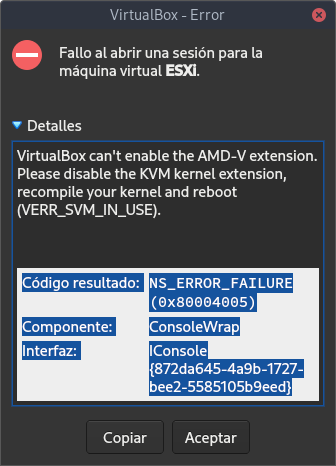 VirtualBox - Error
Fallo al abrir una sesión para la
máquina virtual ESXi.
Detalles
VirtualBox can't enable the AMD-V extension.
Please disable the KVM kernel extension,
recompile your kernel and reboot
(VERR_SVM_IN_USE).
Código resultado: NS_ERROR_FAILURE
(0x80004005)
Componente: ConsoleWrap
Interfaz: IConsole
{872da645-4a9b-1727-
bee2-5585105b9eed}
Copiar Aceptar